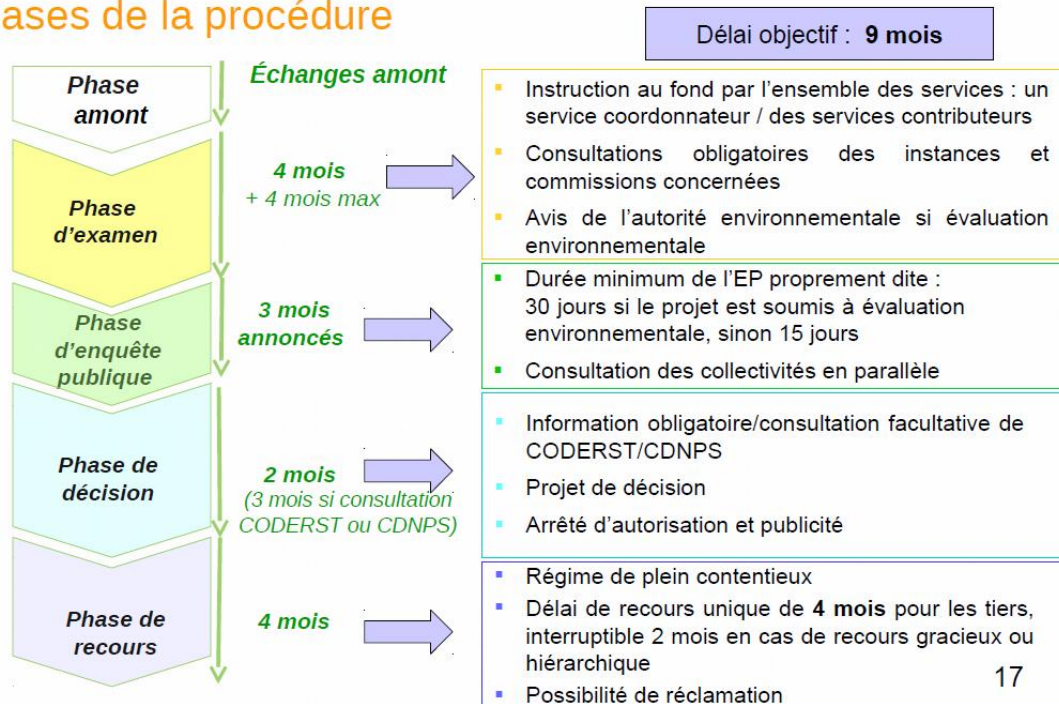 ases de la procédure
Délai objectif : 9 mois
Phase
amont
Échanges amont
Phase
d'examen
4 mois
+ 4 mois max
Instruction au fond par l'ensemble des services : un
service coordonnateur / des services contributeurs
Consultations obligatoires des instances et
commissions concernées
Avis de l'autorité environnementale si évaluation
environnementale
Phase
d'enquête
publique
3 mois
annoncés
Durée minimum de l'EP proprement dite :
30 jours si le projet est soumis à évaluation
environnementale, sinon 15 jours
Consultation des collectivités en parallèle
Phase de
décision
2 mois
(3 mois si consultation
CODERST ou CDNPS)
Information obligatoire/consultation facultative de
CODERST/CDNPS
Projet de décision
Arrêté d'autorisation et publicité
Phase de
recours
4 mois
Régime de plein contentieux
Délai de recours unique de 4 mois pour les tiers,
interruptible 2 mois en cas de recours gracieux ou
hiérarchique
Possibilité de réclamation
17